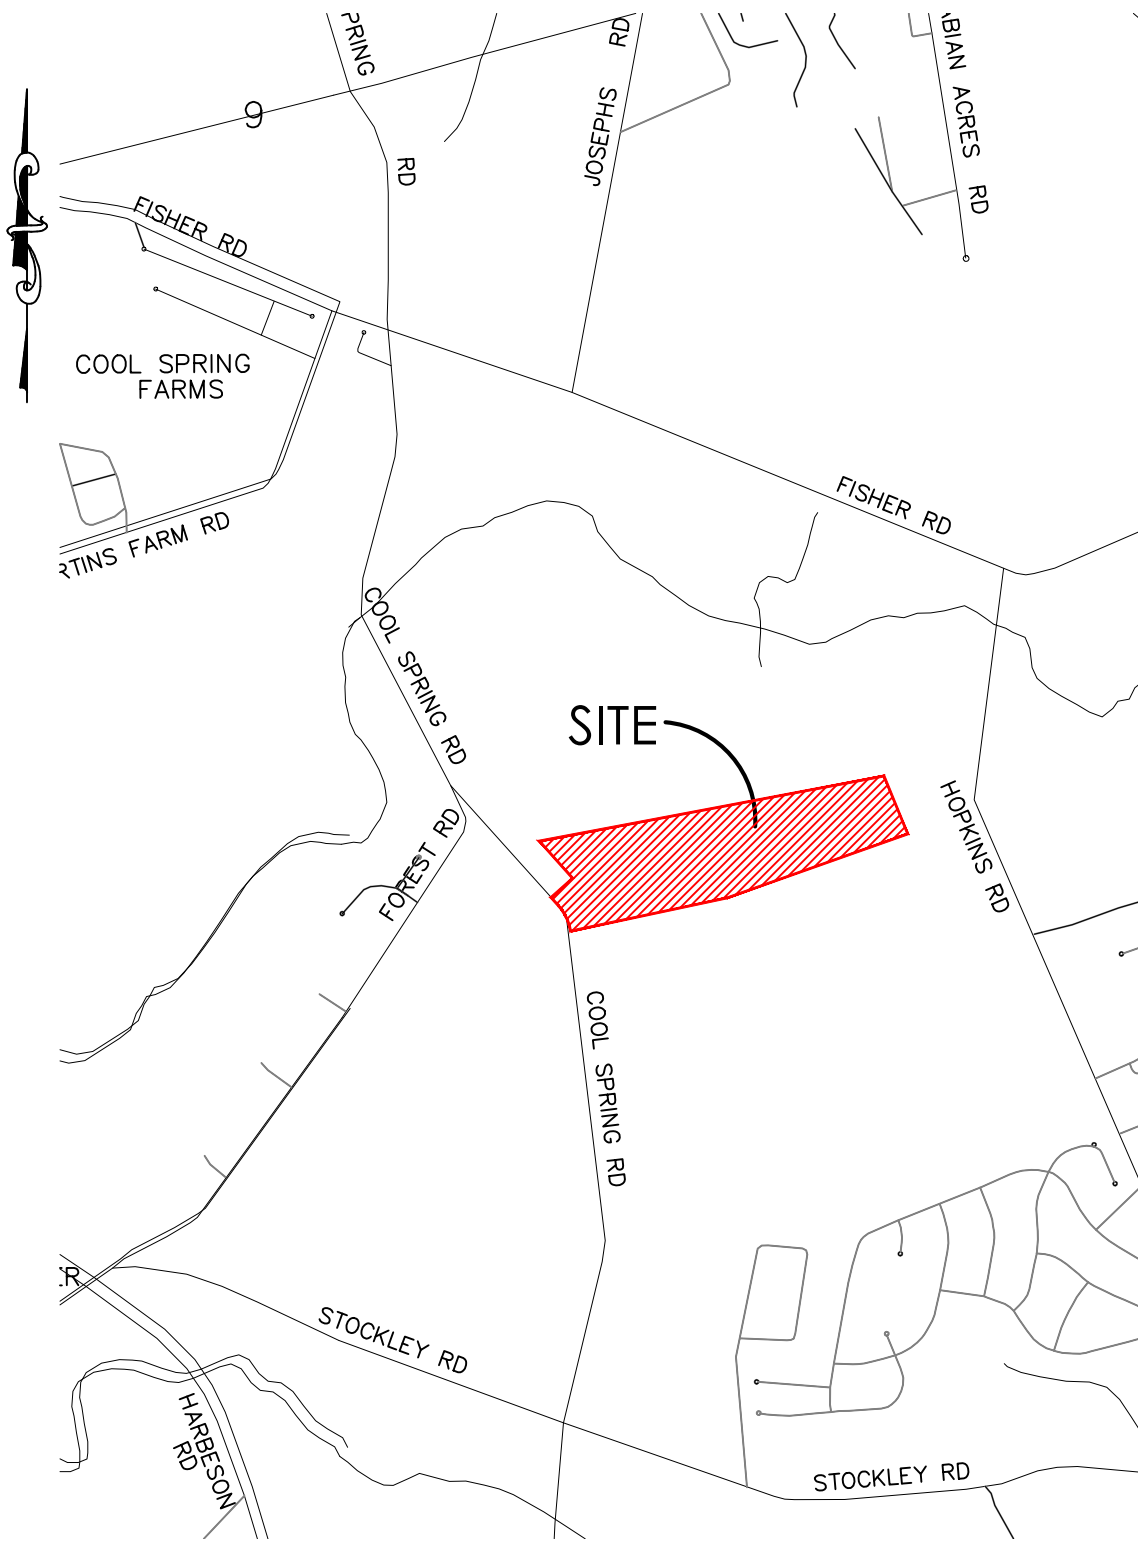 PRING
RD
JOSEPHS RD
ABIAN ACRES RD
9
FISHER RD
COOL SPRING
FARMS
RTINS FARM RD
FISHER RD
COOL SPRING RD
SITE
FOREST RD
HOPKINS RD
COOL SPRING RD
STOCKLEY RD
HARBESON
RD
STOCKLEY RD